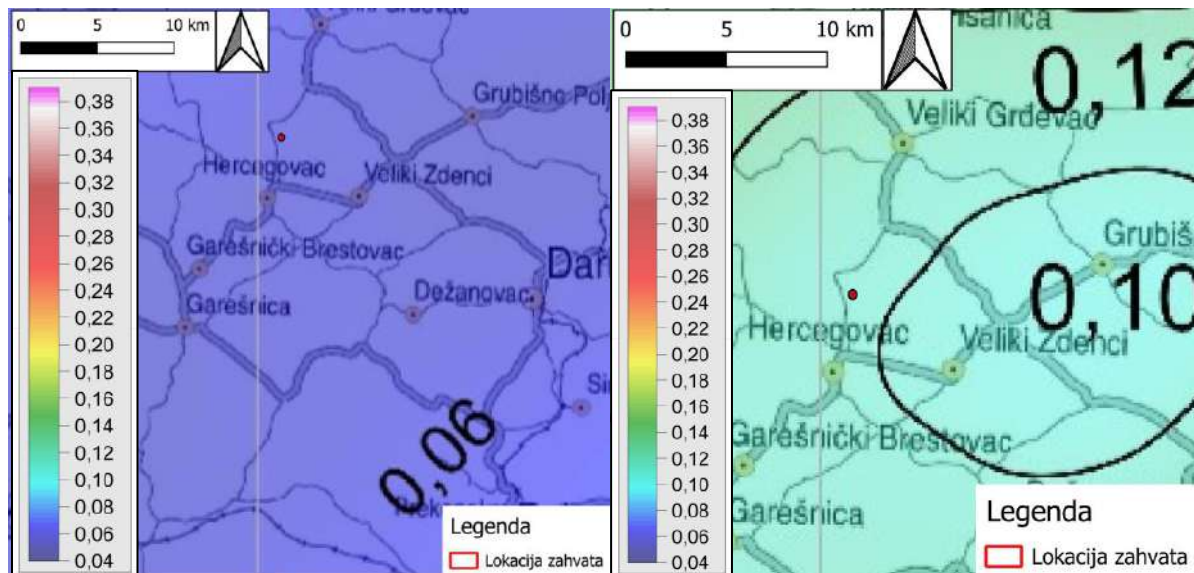 0 5 10 km
0,38
0,36
0,34
0,32
0,30
0,28
0,26
0,24
0,22
0,20
0,18
0,16
0,14
0,12
0,10
0,08
0,06
0,04
Veliki Grđevac
Grubišno Polj
Hercegovac
Veliki Zdenci
Garešnički Brestovac
Daru
Dežanovac
Garešnica
Sir
0,06
Legenda
Lokacija zahvata
0 5 10 km
0,38
0,36
0,34
0,32
0,30
0,28
0,26
0,24
0,22
0,20
0,18
0,16
0,14
0,12
0,10
0,08
0,06
0,04
0,12
Veliki Grđevac
Grubiš
0,10
Hercegovac
Veliki Zdenci
Garešnički Brestovac
Garešnica
Legenda
Lokacija zahvata